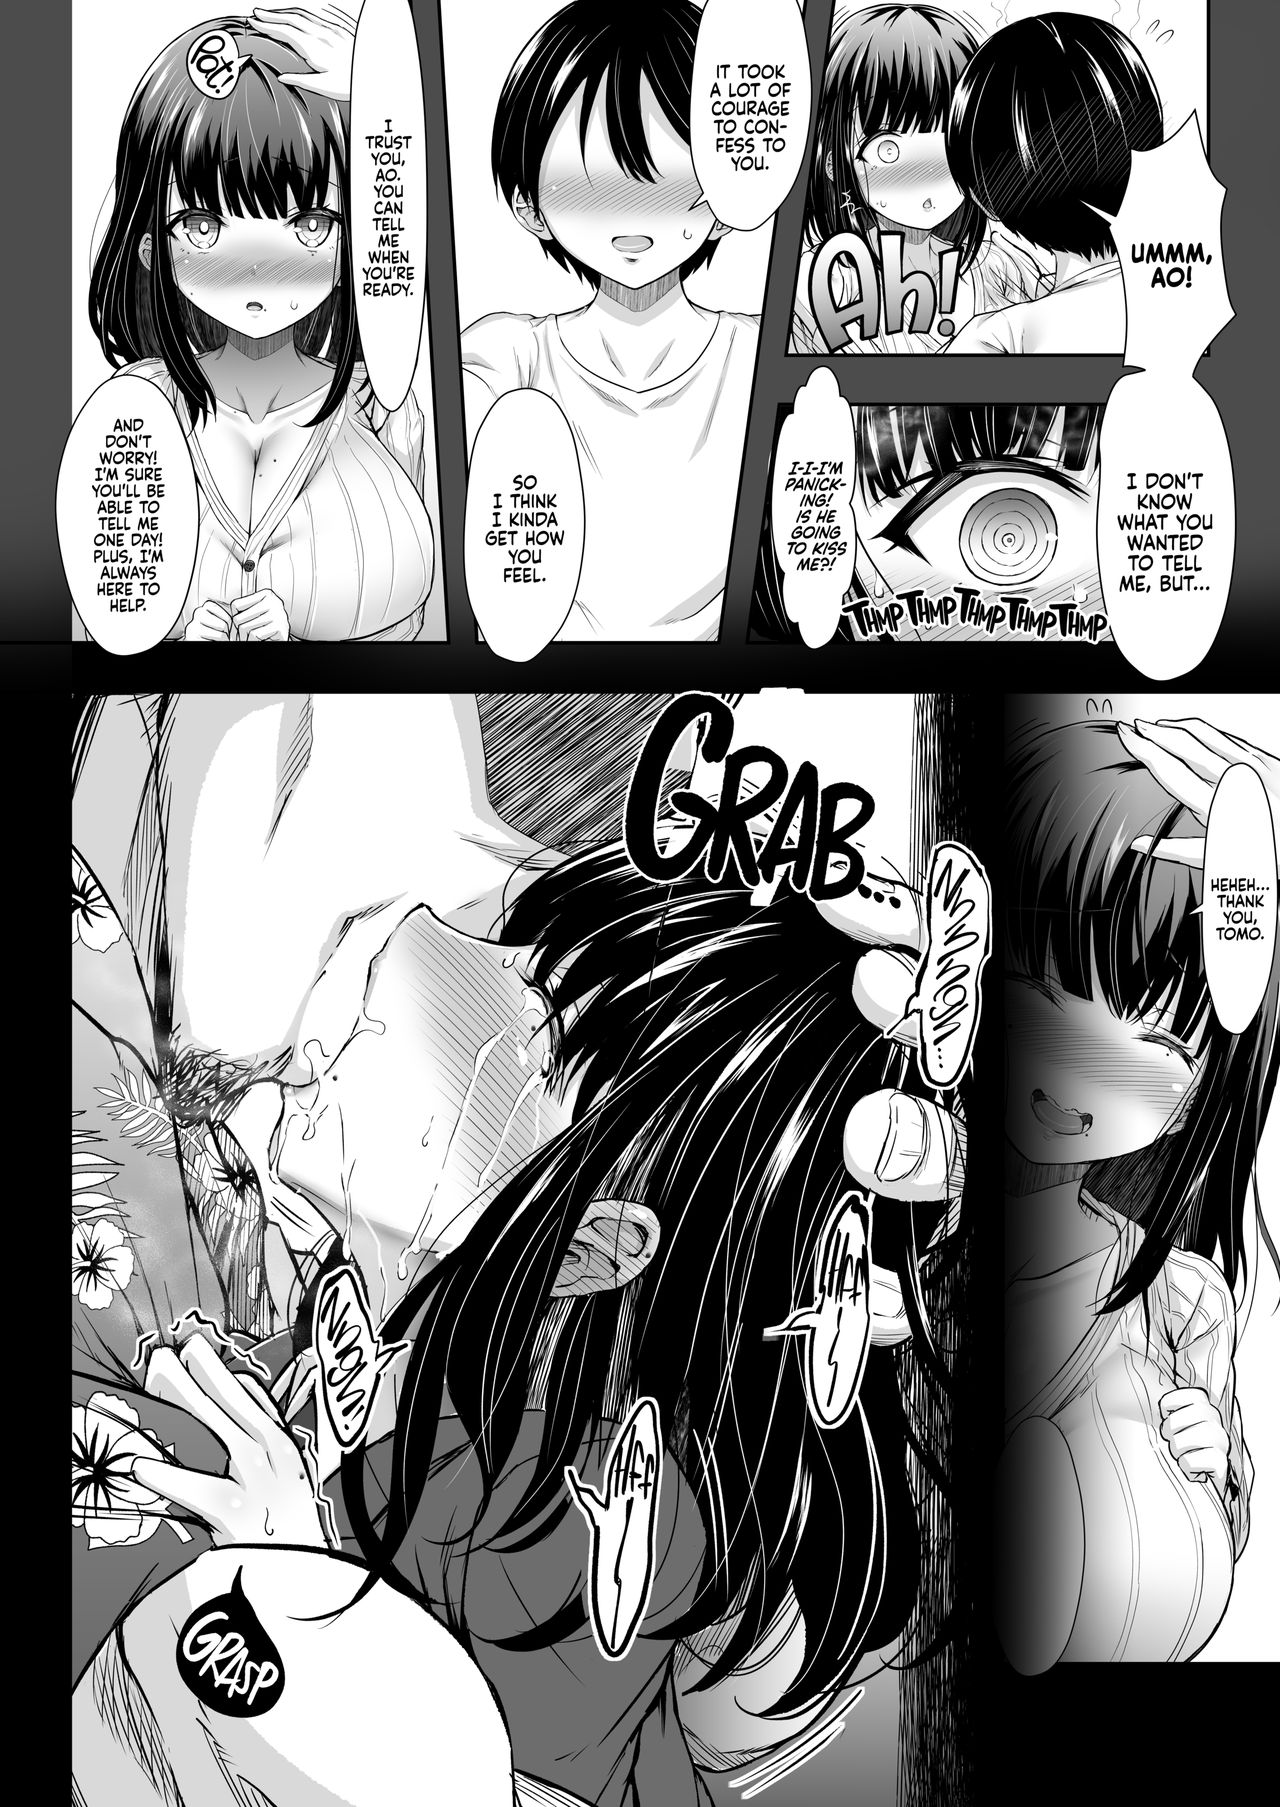 UMMM,
AO!
Ah!
I DON'T
KNOW
WHAT YOU
WANTED
TO TELL
ME, BUT...
I-I-I'M
PANICK-
ING!
IS HE
GOING
TO KISS
ME?!
THMP THMP THMP THMP THMP
IT TOOK
A LOT OF
COURAGE
TO CON-
FESS TO
YOU.
SO
I THINK
I KINDA
GET HOW
YOU
FEEL.
Pat!
I
TRUST
YOU,
AO.
YOU
CAN
TELL
ME
WHEN
YOU'RE
READY.
AND
DON'T
WORRY!
I'M SURE
YOU'LL BE
ABLE TO
TELL ME
ONE DAY!
PLUS, I'M
ALWAYS
HERE TO
HELP.
HEHEH...
THANK
YOU,
TOMO.
GRAB...
GRASP